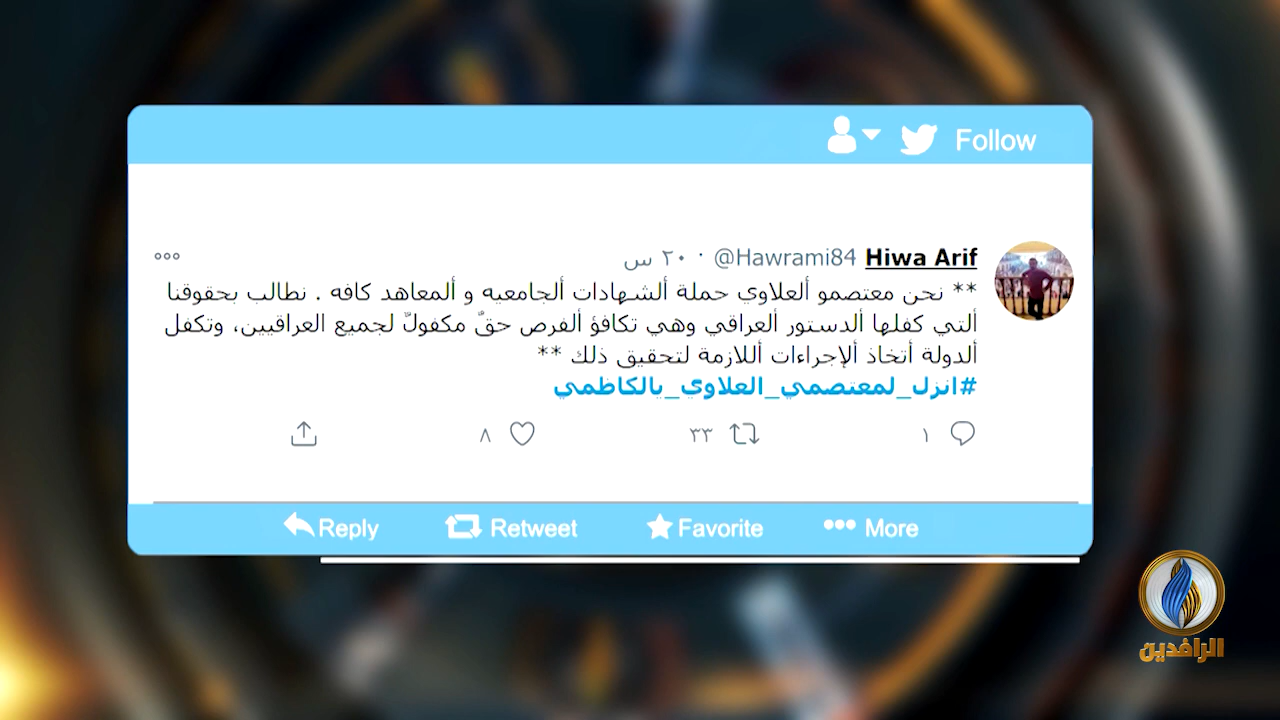 Follow
Hiwa Arif @Hawrami84 · ٢٠ س
** نحن معتصمو ألعلاوي حملة ألشهادات ألجامعيه و ألمعاهد كافه . نطالب بحقوقنا
ألتي كفلها ألدستور ألعراقي وهي تكافؤ ألفرص حقٌ مكفولٌ لجميع العراقيين، وتكفل
ألدولة أتخاذ ألإجراءات أللازمة لتحقيق ذلك **
#انزل_لمعتصمي_العلاوي_يالكاظمي
١ ٣٣ ٨
Reply Retweet Favorite More
الرافدين